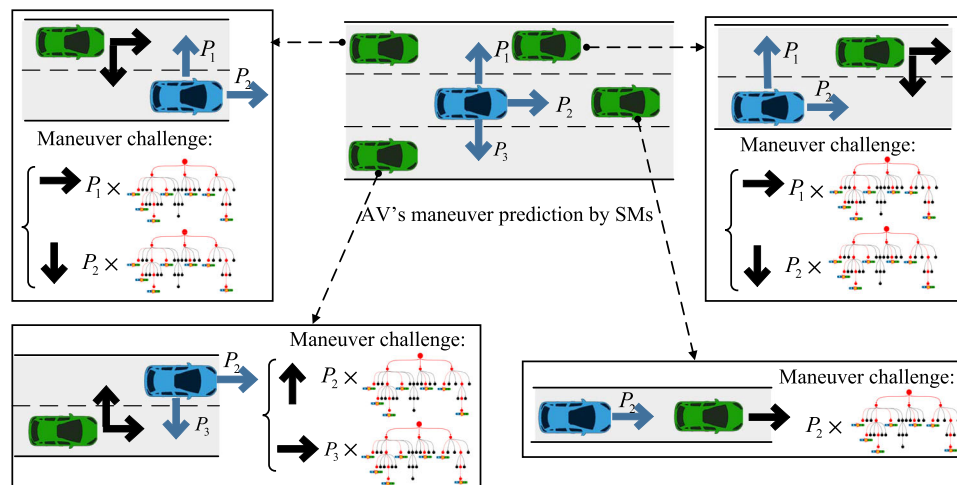 P₁
P₂
Maneuver challenge:
P₁ ×
P₂ ×
P₁
P₂
P₃
AV's maneuver prediction by SMs
P₁
P₂
Maneuver challenge:
P₁ ×
P₂ ×
P₂
P₃
Maneuver challenge:
P₂ ×
P₃ ×
P₂
Maneuver challenge:
P₂ ×